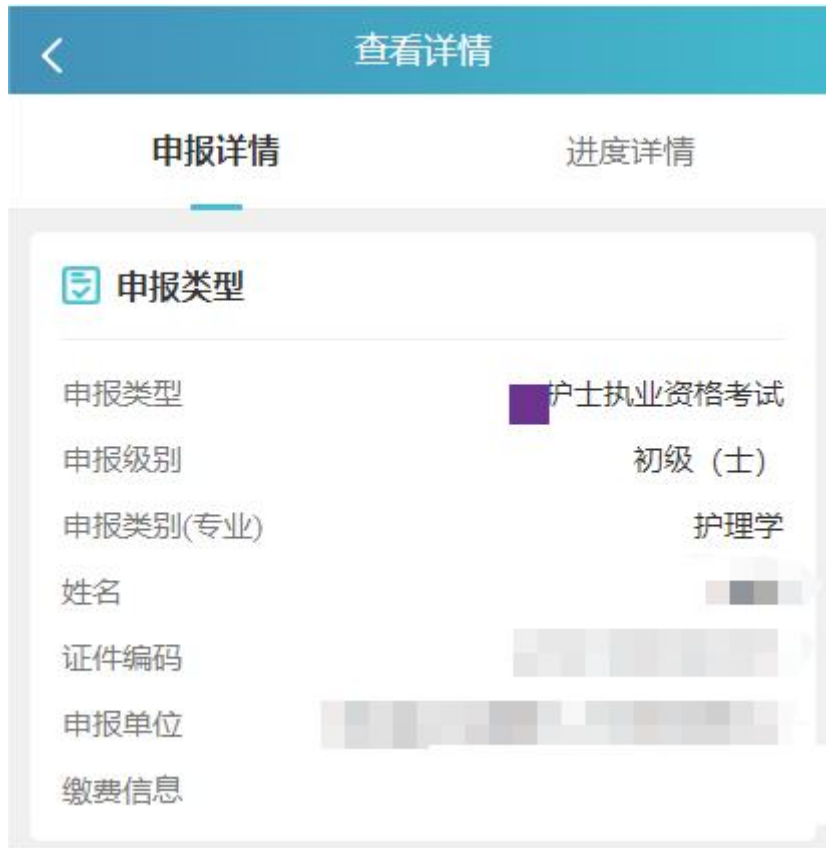 查看详情
申报详情 进度详情
申报类型
申报类型 护士执业资格考试
申报级别 初级（士）
申报类别(专业) 护理学
姓名
证件编码
申报单位
缴费信息